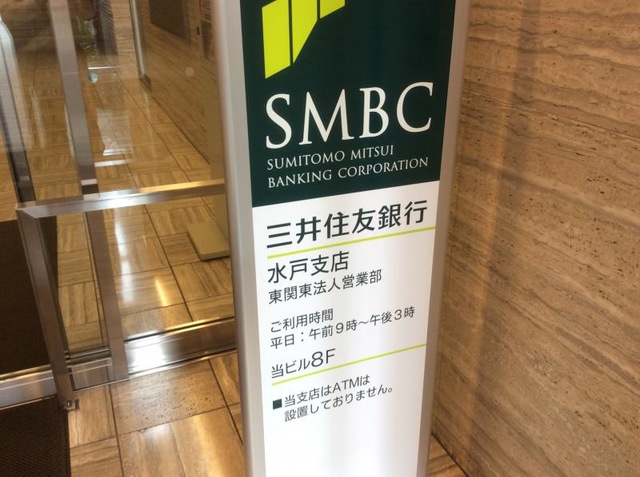 SMBC
SUMITOMO MITSUI
BANKING CORPORATION
三井住友銀行
水戸支店
東関東法人営業部
ご利用時間
平日：午前9時～午後3時
当ビル8F
■当支店はATMは
設置しておりません。